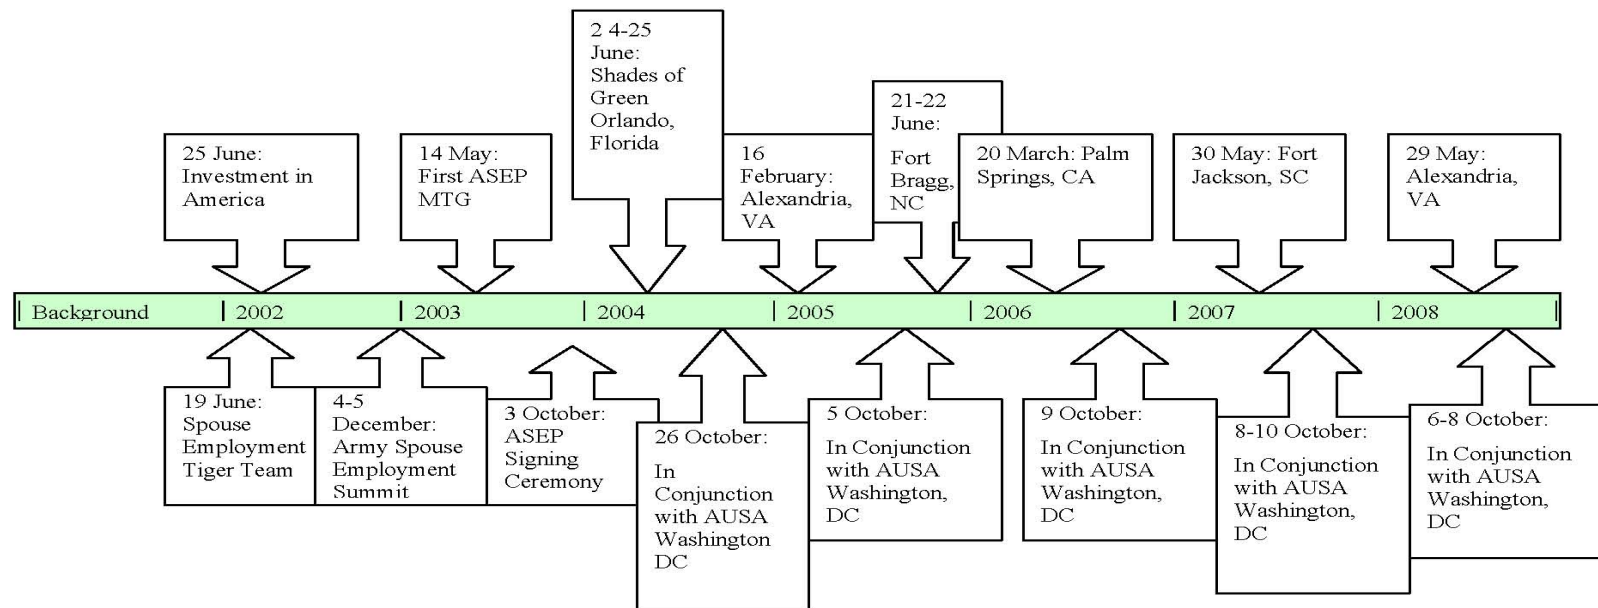 2 4-25
June:
Shades of
Green
Orlando,
Florida
25 June:
Investment in
America
14 May:
First ASEP
MTG
16
February:
Alexandria,
VA
21-22
June:
Fort
Bragg,
NC
20 March: Palm
Springs, CA
30 May: Fort
Jackson, SC
29 May:
Alexandria,
VA
Background
2002
2003
2004
2005
2006
2007
2008
19 June:
Spouse
Employment
Tiger Team
4-5
December:
Army Spouse
Employment
Summit
3 October:
ASEP
Signing
Ceremony
26 October:
In
Conjunction
with AUSA
Washington
DC
5 October:
In Conjunction
with AUSA
Washington,
DC
9 October:
In Conjunction
with AUSA
Washington,
DC
8-10 October:
In Conjunction
with AUSA
Washington,
DC
6-8 October:
In Conjunction
with AUSA
Washington,
DC